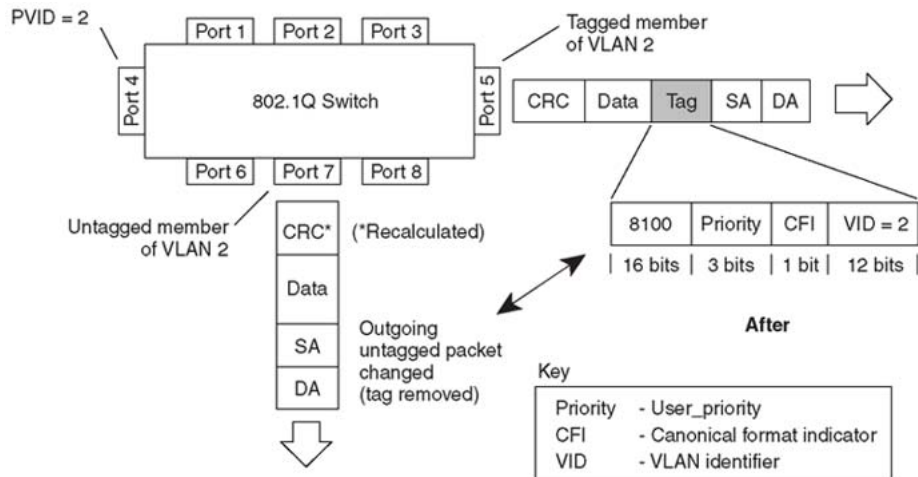 PVID = 2
Port 1
Port 2
Port 3
Tagged member
of VLAN 2
Port 4
802.1Q Switch
Port 5
CRC
Data
Tag
SA
DA
Port 6
Port 7
Port 8
Untagged member
of VLAN 2
CRC*
(*Recalculated)
Data
SA
DA
Outgoing
untagged packet
changed
(tag removed)
8100
Priority
CFI
VID = 2
16 bits
3 bits
1 bit
12 bits
After
Key
Priority - User_priority
CFI - Canonical format indicator
VID - VLAN identifier